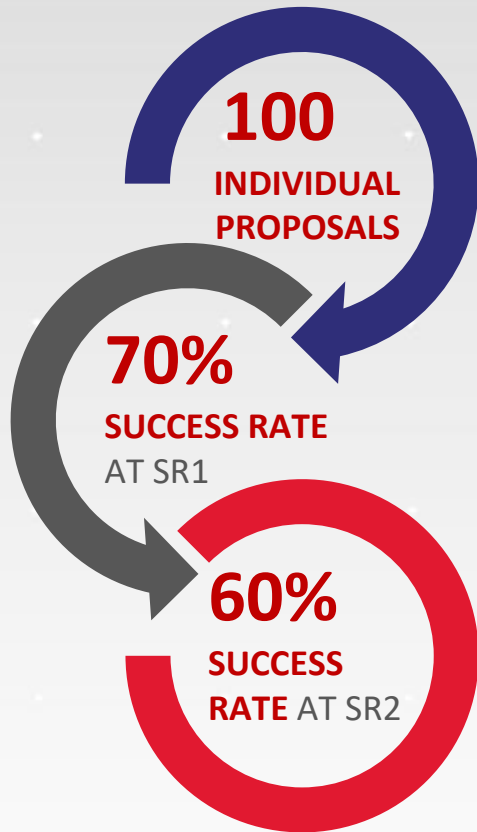 100
INDIVIDUAL
PROPOSALS
70%
SUCCESS RATE
AT SR1
60%
SUCCESS
RATE AT SR2